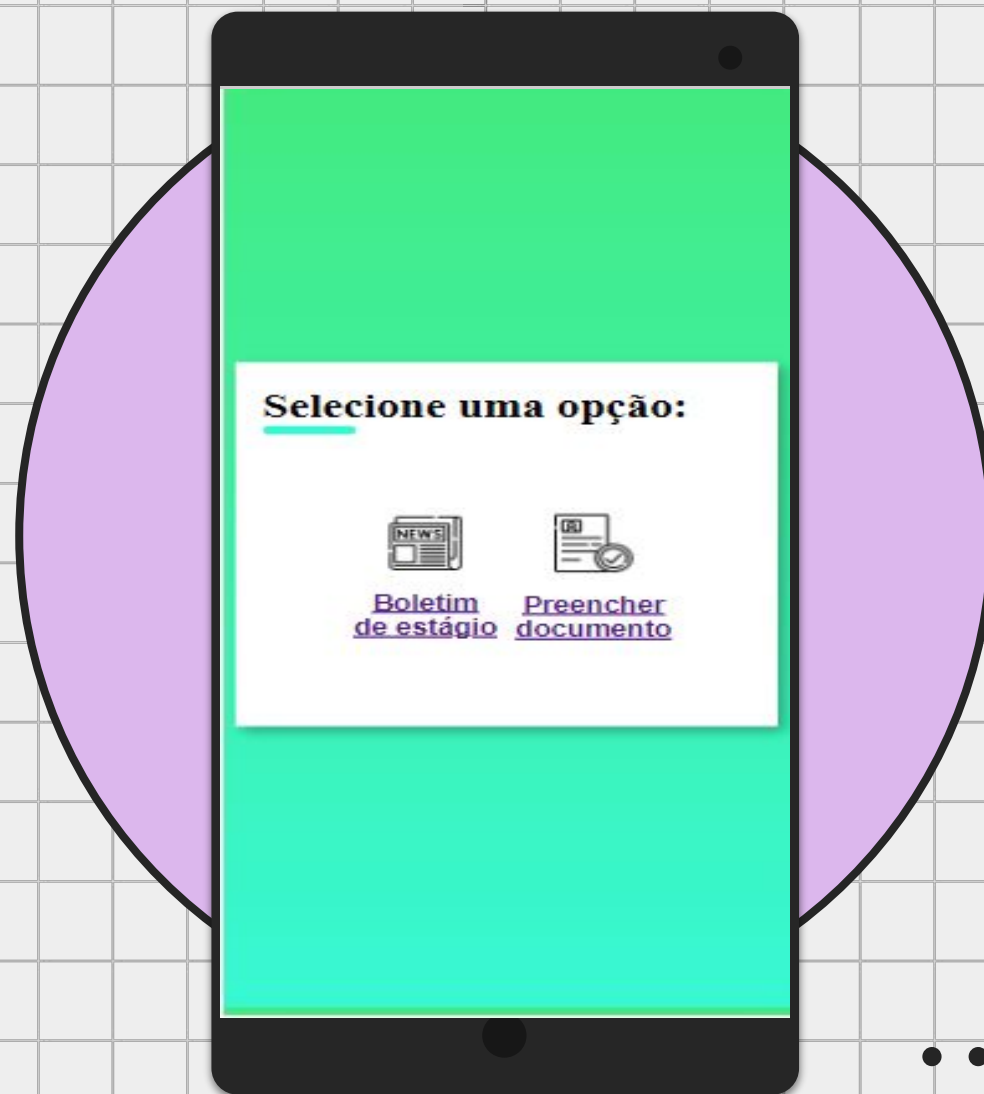 Selecione uma opção:
NEWS
Boletim
de estágio
Preencher
documento